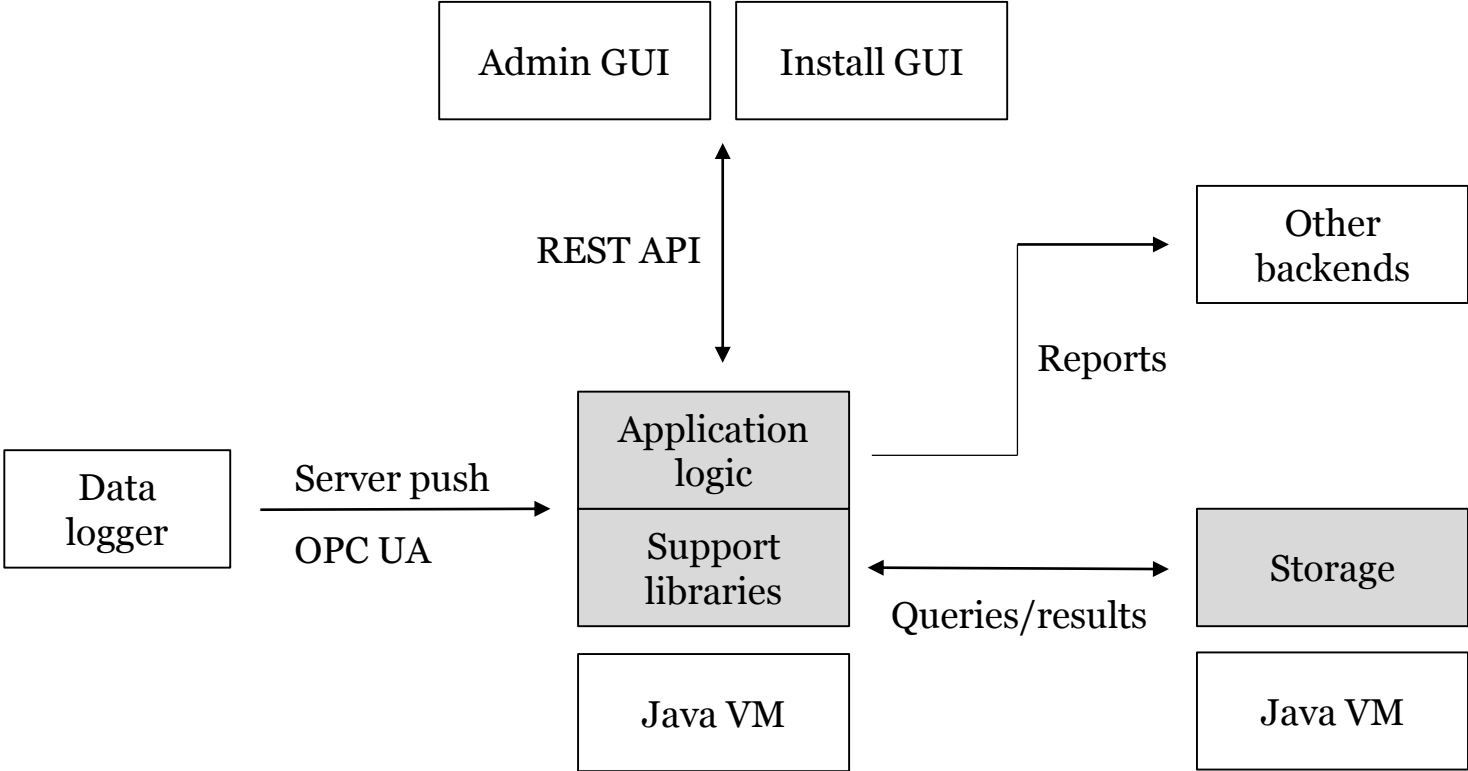 Admin GUI
Install GUI
REST API
Other
backends
Reports
Application
logic
Data
logger
Server push
OPC UA
Support
libraries
Storage
Queries/results
Java VM
Java VM